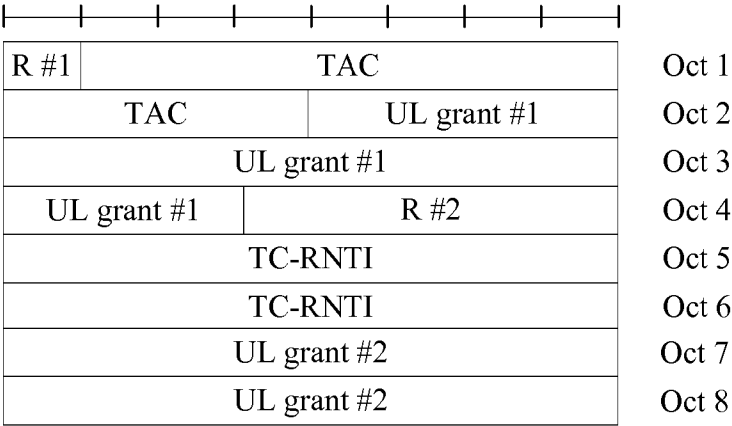 R #1 TAC Oct 1
TAC UL grant #1 Oct 2
UL grant #1 Oct 3
UL grant #1 R #2 Oct 4
TC-RNTI Oct 5
TC-RNTI Oct 6
UL grant #2 Oct 7
UL grant #2 Oct 8